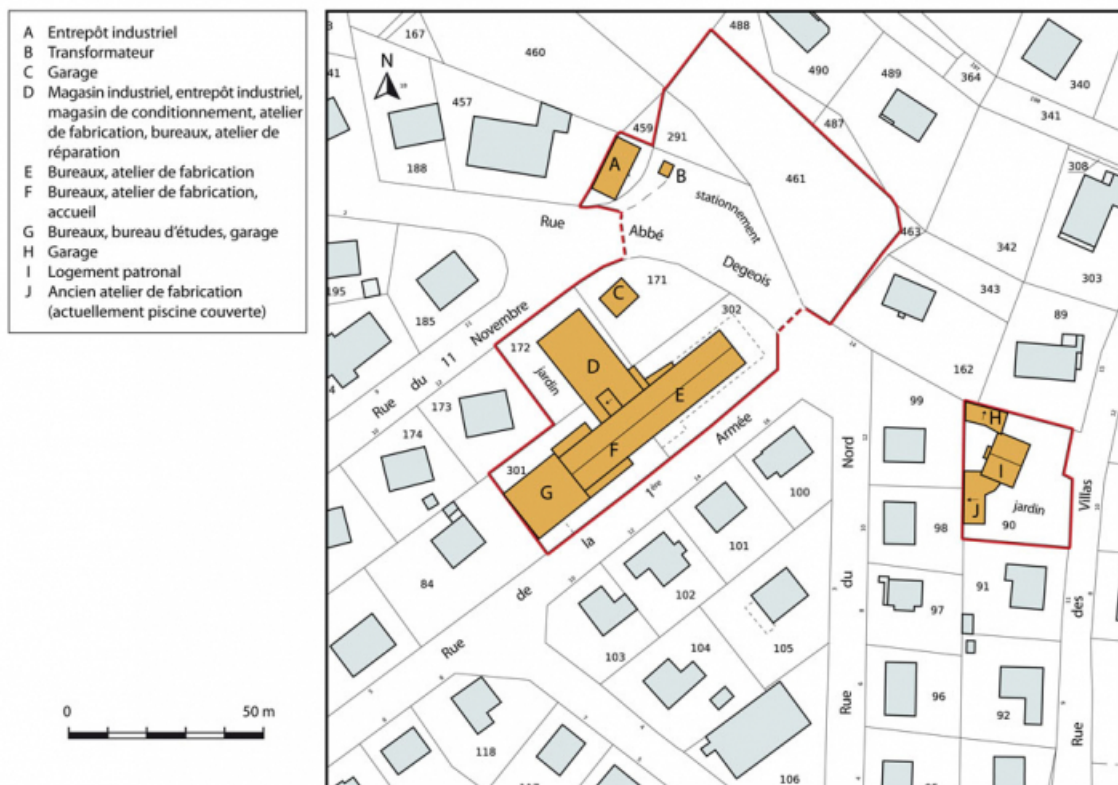 A Entrepôt industriel
B Transformateur
C Garage
D Magasin industriel, entrepôt industriel,
magasin de conditionnement, atelier
de fabrication, bureaux, atelier de
réparation
E Bureaux, atelier de fabrication
F Bureaux, atelier de fabrication,
accueil
G Bureaux, bureau d'études, garage
H Garage
I Logement patronal
J Ancien atelier de fabrication
(actuellement piscine couverte)
0 50 m
N
167
460
488
490
489
364
340
341
457
188
459
291
487
461
308
A
B
stationnement
Rue Abbé Degeois
463
342
303
343
195
185
171
C
302
89
Rue du 11 Novembre
172
jardin
D
E
162
173
174
F
301
G
99
H
I
J
jardin
90
Rue de la 1ère Armée
100
101
98
84
102
91
97
103
104
105
96
92
118
106
Rue du Nord
Rue des Villas